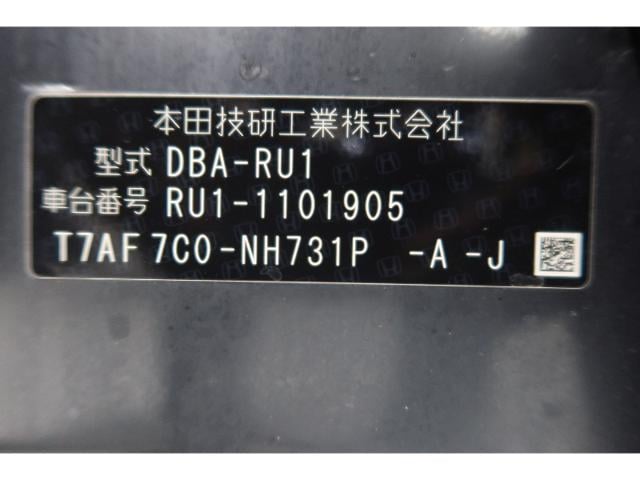 本田技研工業株式会社
型式 DBA-RU1
車台番号 RU1-1101905
T7AF 7C0-NH731P -A -J